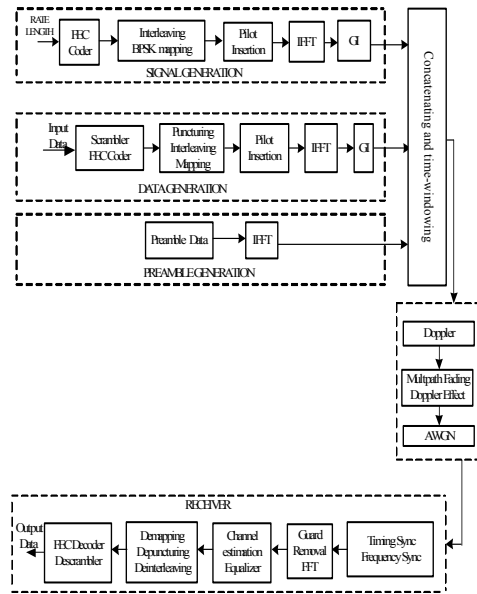 RATE
LENGTH
FEC
Coder
Interleaving
BPSK mapping
Pilot
Insertion
IFFT
GI
SIGNAL GENERATION
Input
Data
Scrambler
FEC Coder
Puncturing
Interleaving
Mapping
Pilot
Insertion
IFFT
GI
DATA GENERATION
Preamble Data
IFFT
PREAMBLE GENERATION
Concatenating and time-windowing
Doppler
Multpath Fading
Doppler Effect
AWGN
RECEIVER
Output
Data
FEC Decoder
Descrambler
Demapping
Depuncturing
Deinterleaving
Channel
estimation
Equalizer
Guard
Removal
FFT
Timing Sync
Frequency Sync